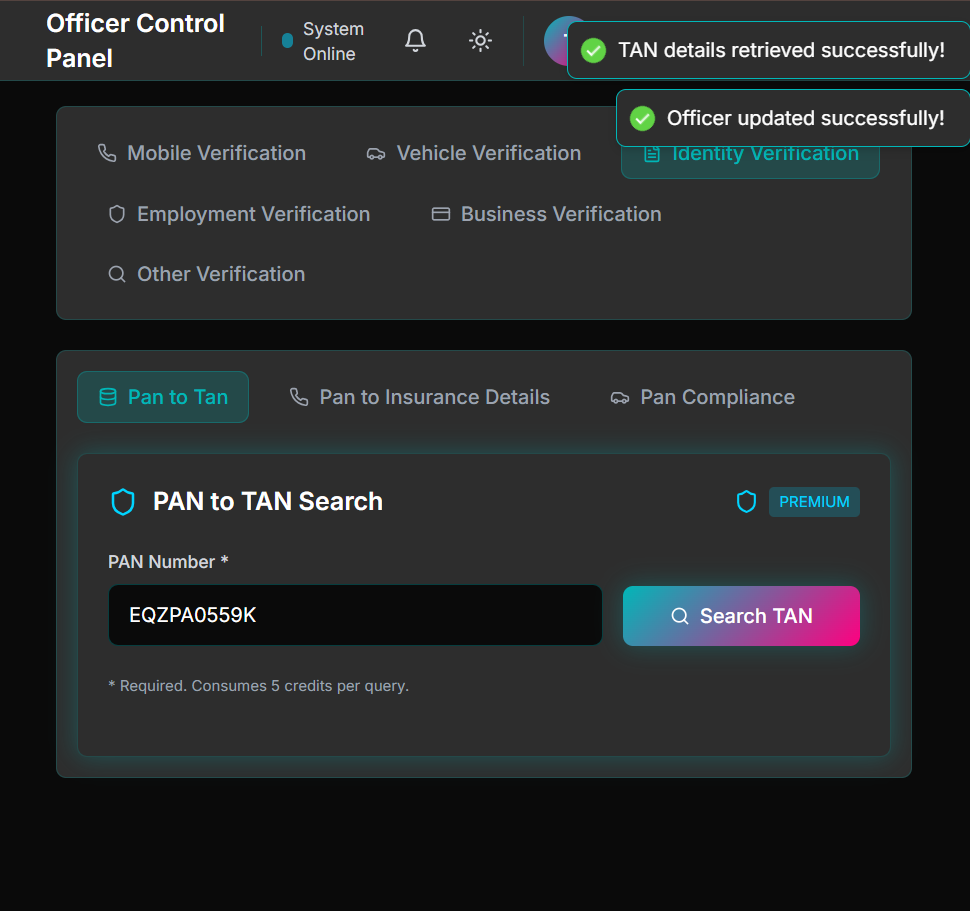 Officer Control
Panel
System
Online
TAN details retrieved successfully!
Officer updated successfully!
Mobile Verification
Vehicle Verification
Identity Verification
Employment Verification
Business Verification
Other Verification
Pan to Tan
Pan to Insurance Details
Pan Compliance
PAN to TAN Search
PREMIUM
PAN Number *
EQZPA0559K
Search TAN
* Required. Consumes 5 credits per query.